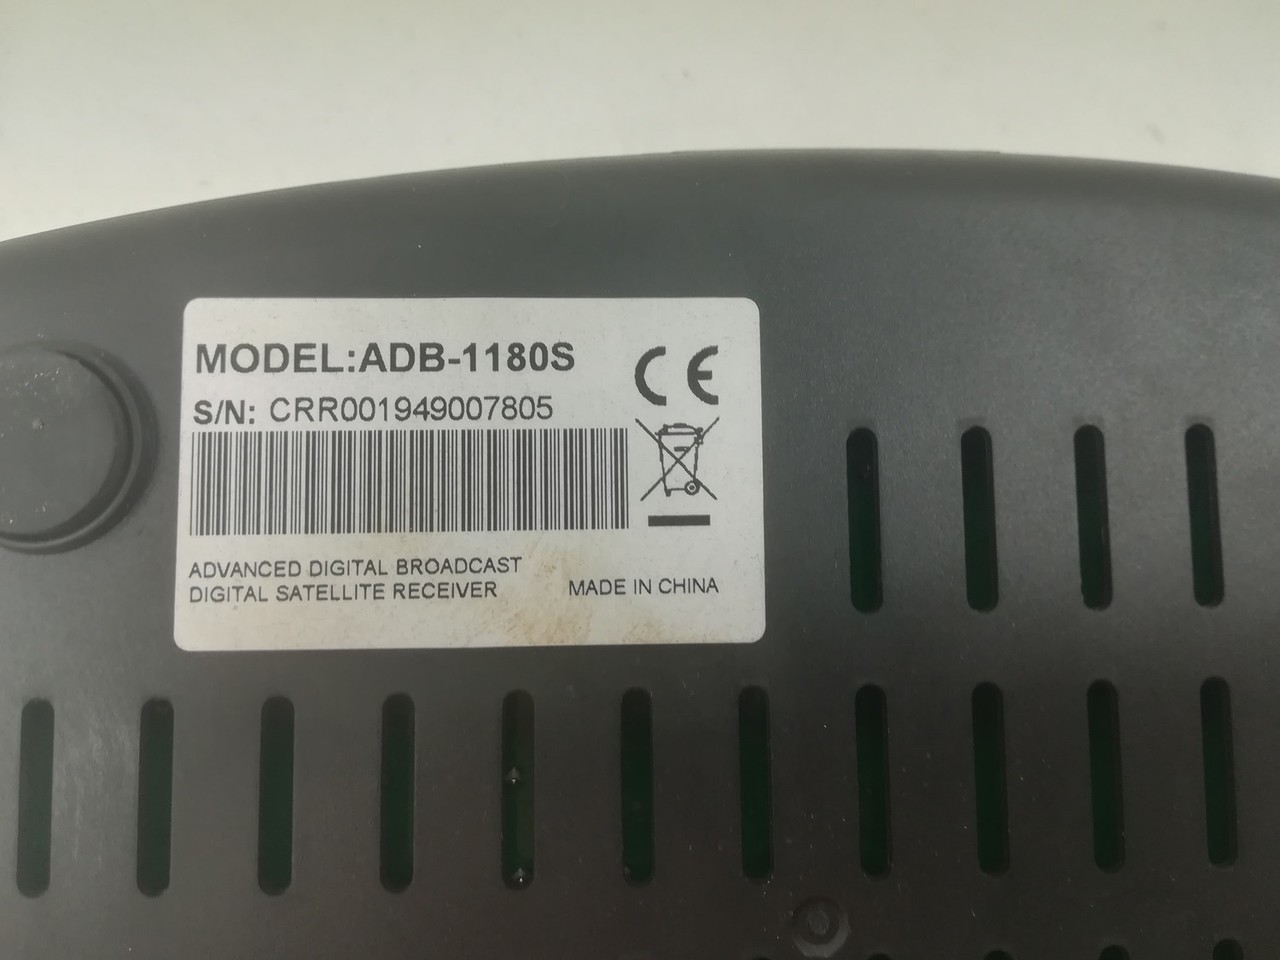 MODEL:ADB-1180S
CE
S/N: CRR001949007805
ADVANCED DIGITAL BROADCAST
DIGITAL SATELLITE RECEIVER
MADE IN CHINA